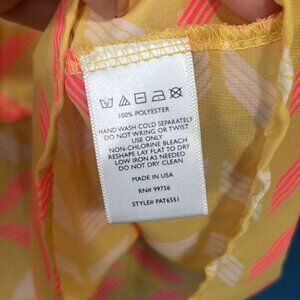 100% POLYESTER
HAND WASH COLD SEPARATELY
DO NOT WRING OR TWIST
USE ONLY
NON-CHLORINE BLEACH
RESHAPE LAY FLAT TO DRY
LOW IRON AS NEEDED
DO NOT DRY CLEAN
MADE IN USA
RN# 99756
STYLE# PAT6551